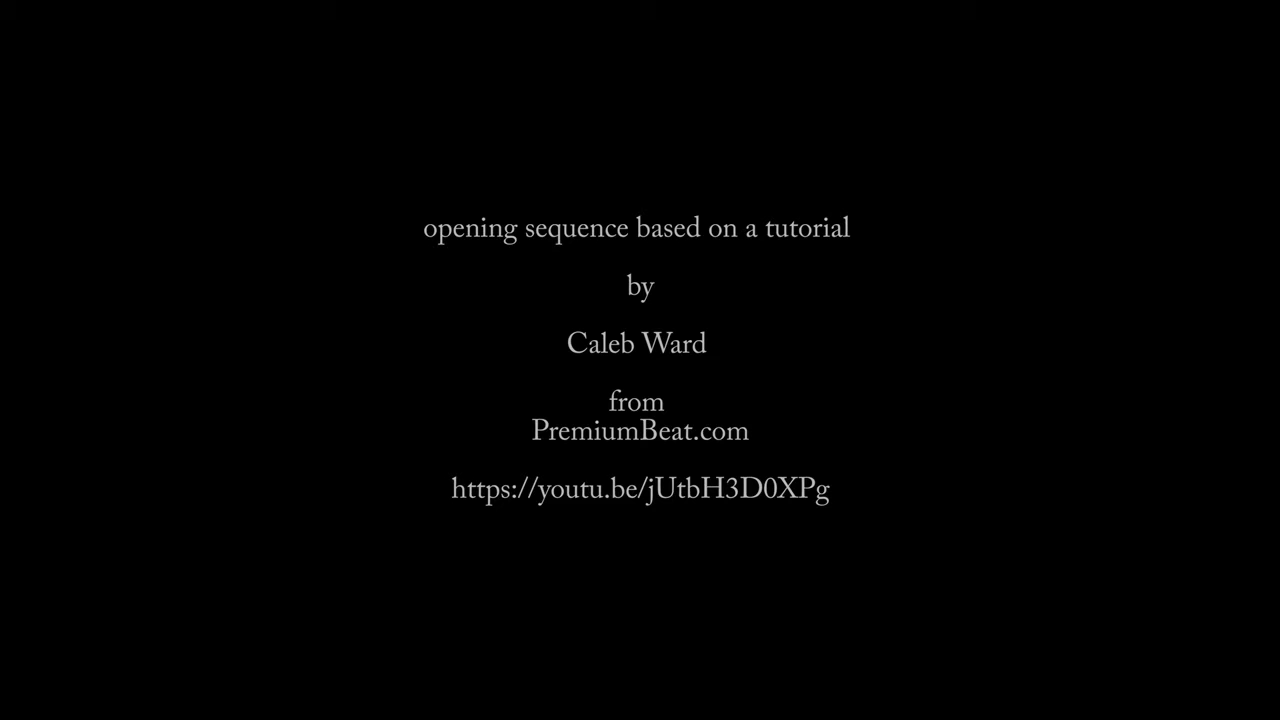 opening sequence based on a tutorial
by
Caleb Ward
from
PremiumBeat.com
https://youtu.be/jUtbH3D0XPg